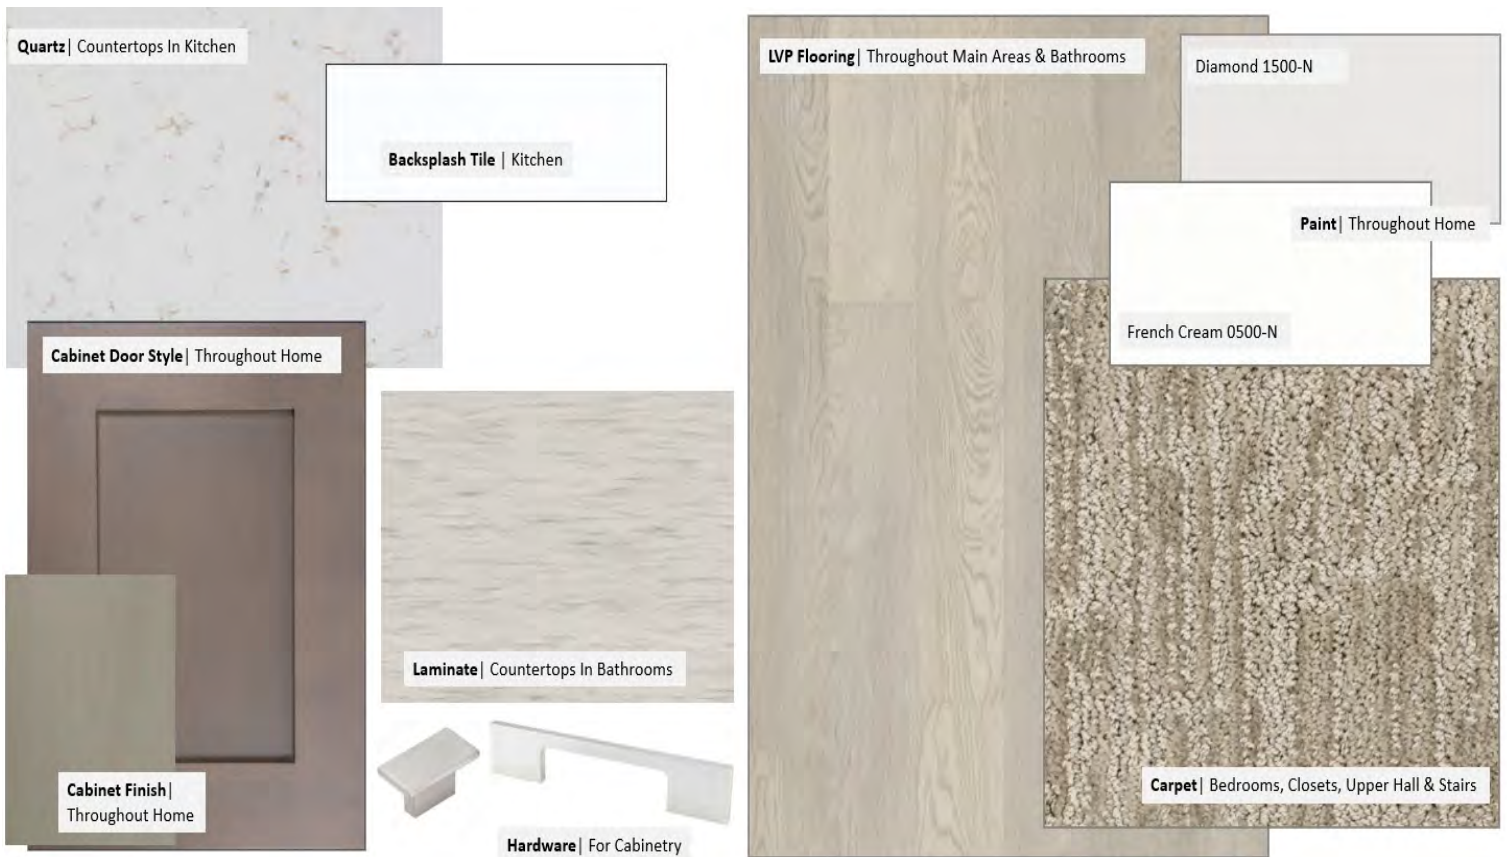 Quartz| Countertops In Kitchen
Backsplash Tile | Kitchen
Cabinet Door Style| Throughout Home
Cabinet Finish|
Throughout Home
Laminate| Countertops In Bathrooms
Hardware| For Cabinetry
LVP Flooring| Throughout Main Areas & Bathrooms
Diamond 1500-N
Paint| Throughout Home
French Cream 0500-N
Carpet| Bedrooms, Closets, Upper Hall & Stairs